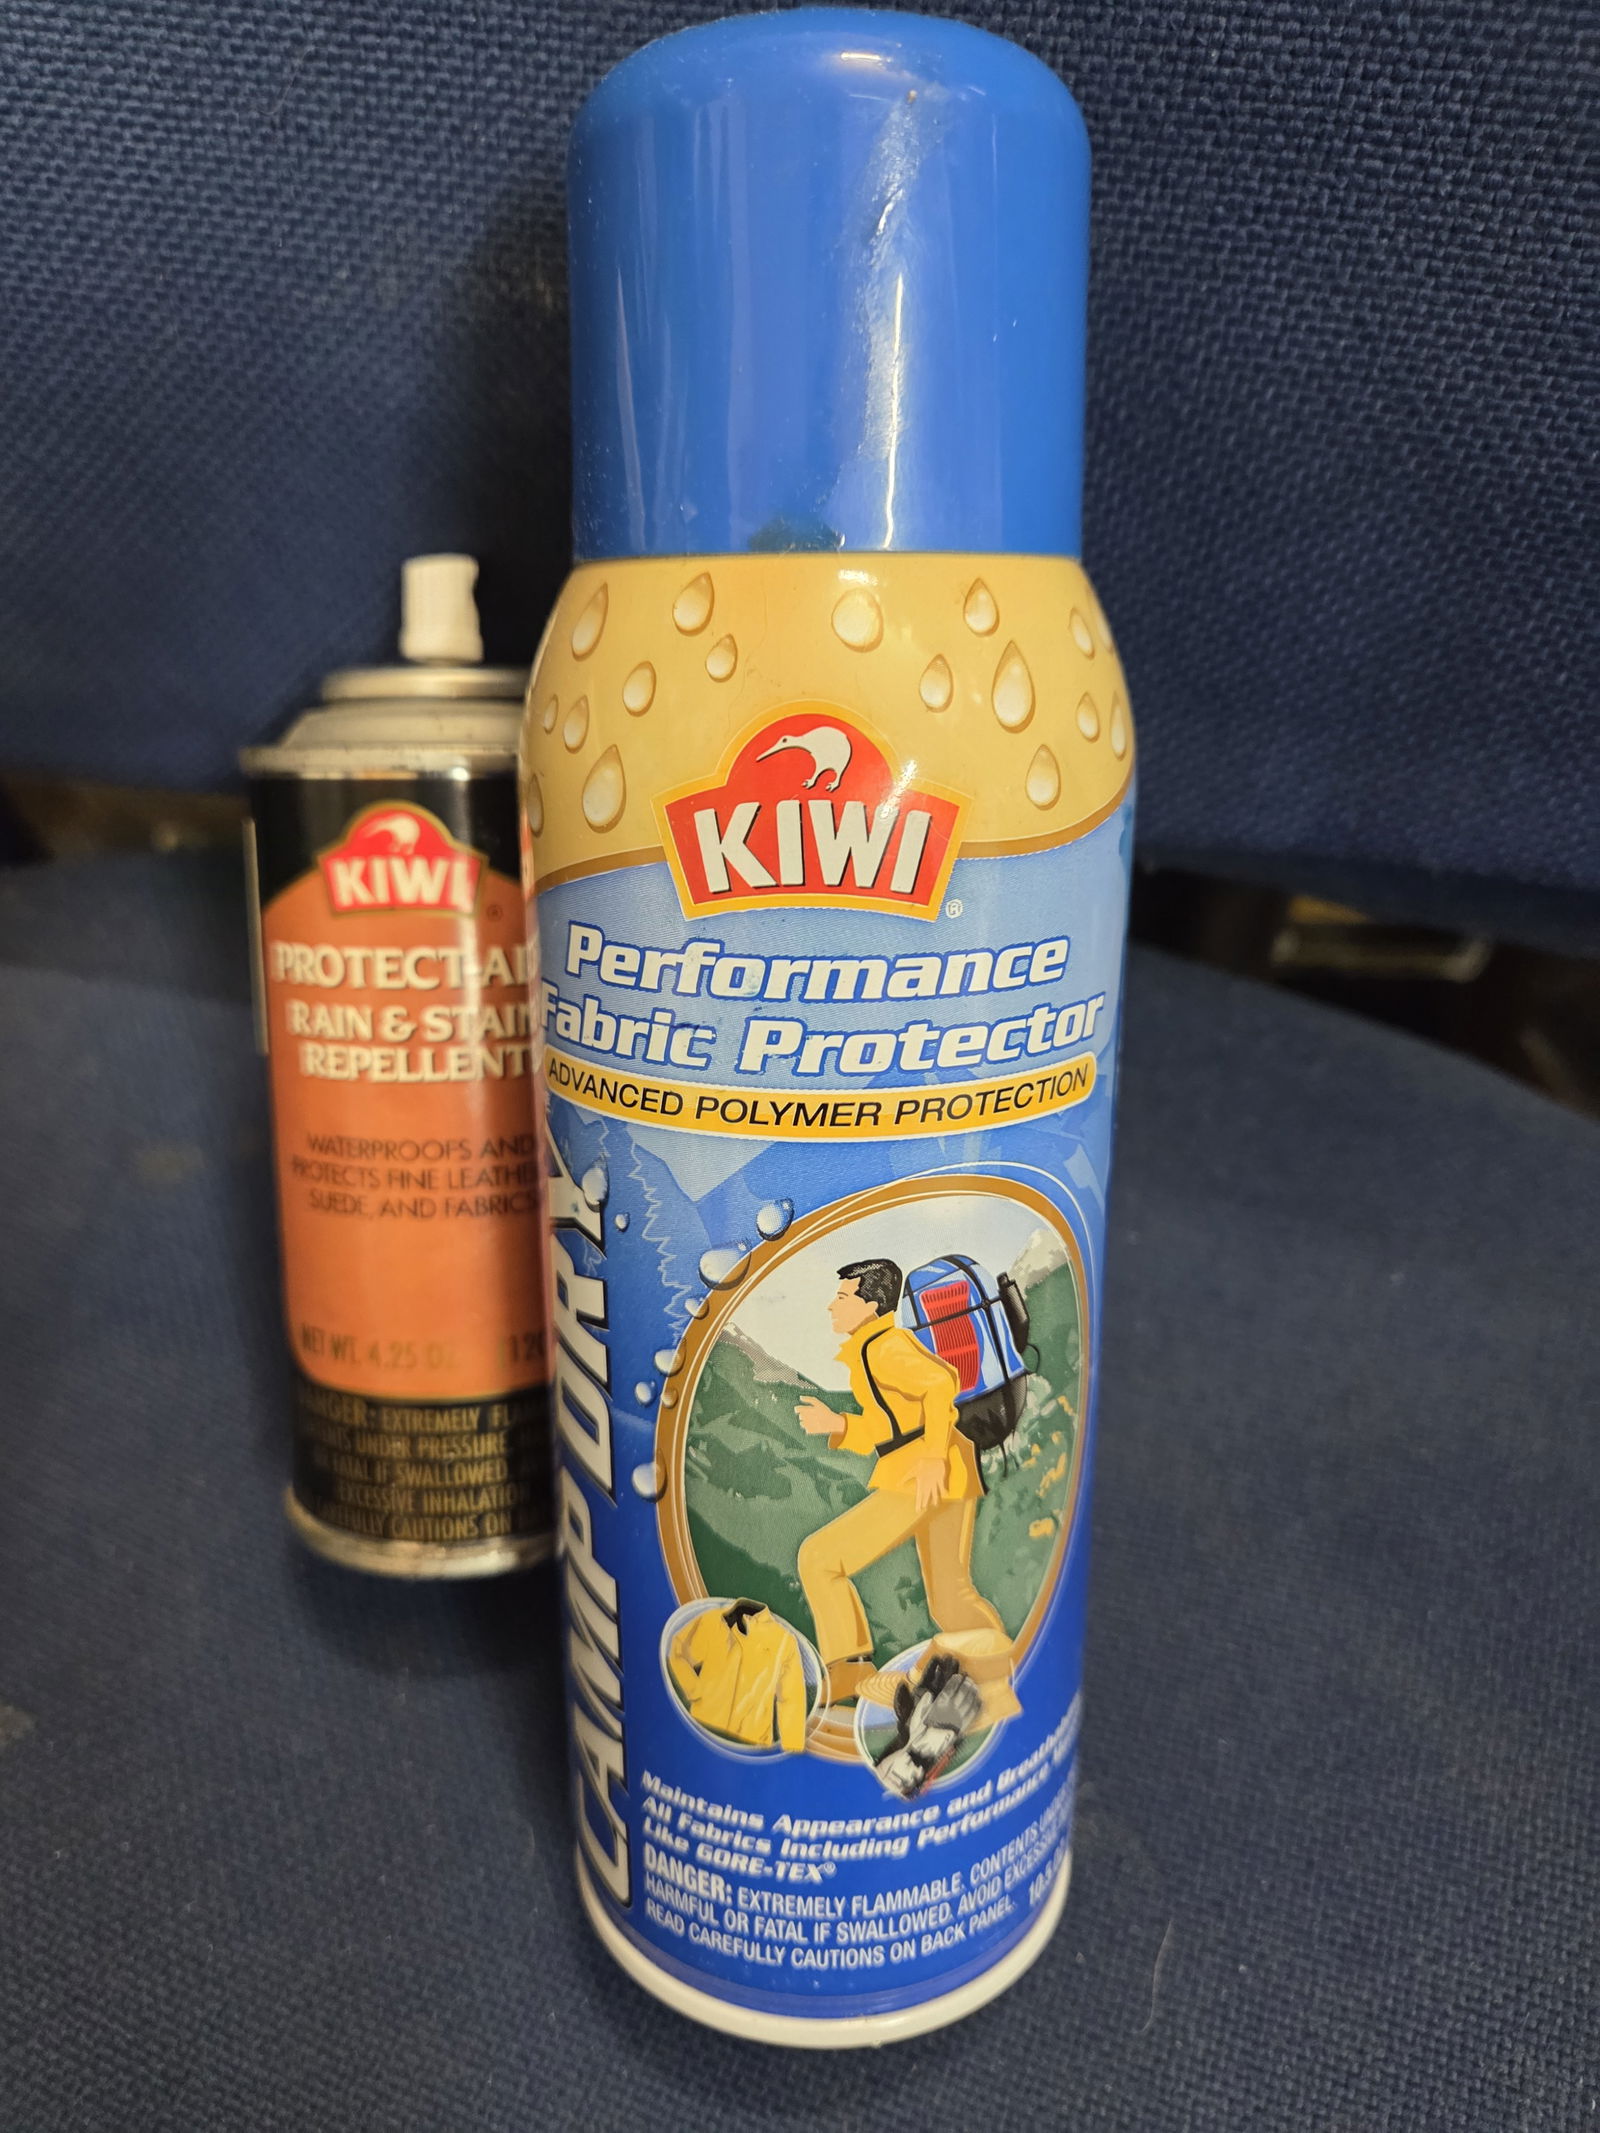 KIWI
PROTECT-AL
RAIN & STAIN
REPELLENT
WATERPROOFS AND
PROTECTS FINE LEATHE
SUEDE, AND FABRICS
NET WT. 4.25 OZ.
DANGER: EXTREMELY
UNDER PRESSURE
FATAL IF SWALLOWED
EXCESSIVE INHALATION
CAREFULLY CAUTIONS ON
KIWI®
Performance
Fabric Protector
ADVANCED POLYMER PROTECTION
CAMP DRY
Maintains Appearance and
All Fabrics Including Performance
Like GORE-TEX®
DANGER: EXTREMELY FLAMMABLE. CONTENTS
HARMFUL OR FATAL IF SWALLOWED. AVOID
READ CAREFULLY CAUTIONS ON BACK PANEL.